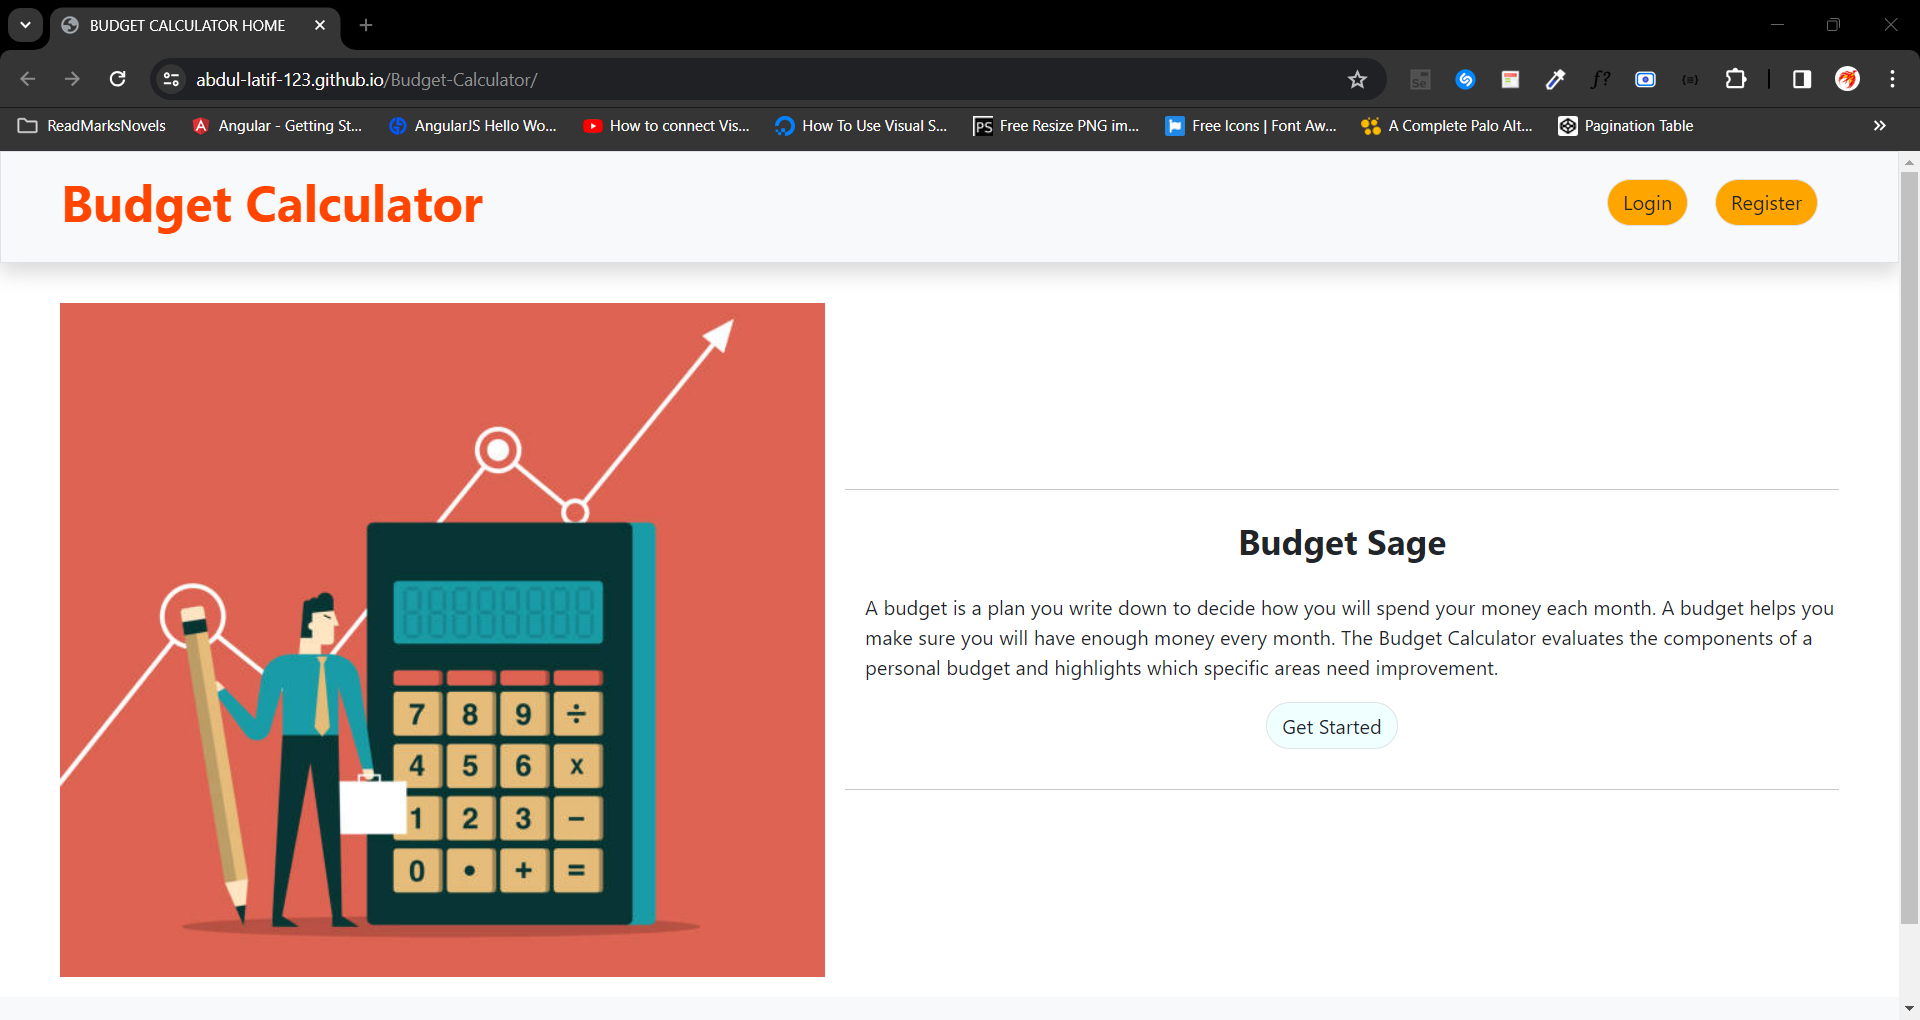 BUDGET CALCULATOR HOME
abdul-latif-123.github.io/Budget-Calculator/
Se
f?
ReadMarksNovels
Angular - Getting St...
AngularJS Hello Wo...
How to connect Vis...
How To Use Visual S...
PS
Free Resize PNG im...
Free Icons | Font Aw...
A Complete Palo Alt...
Pagination Table
Budget Calculator
Login
Register
Budget Sage
A budget is a plan you write down to decide how you will spend your money each month. A budget helps you
make sure you will have enough money every month. The Budget Calculator evaluates the components of a
personal budget and highlights which specific areas need improvement.
Get Started
88888888
7 8 9 ÷
4 5 6 x
1 2 3 −
0 • + =